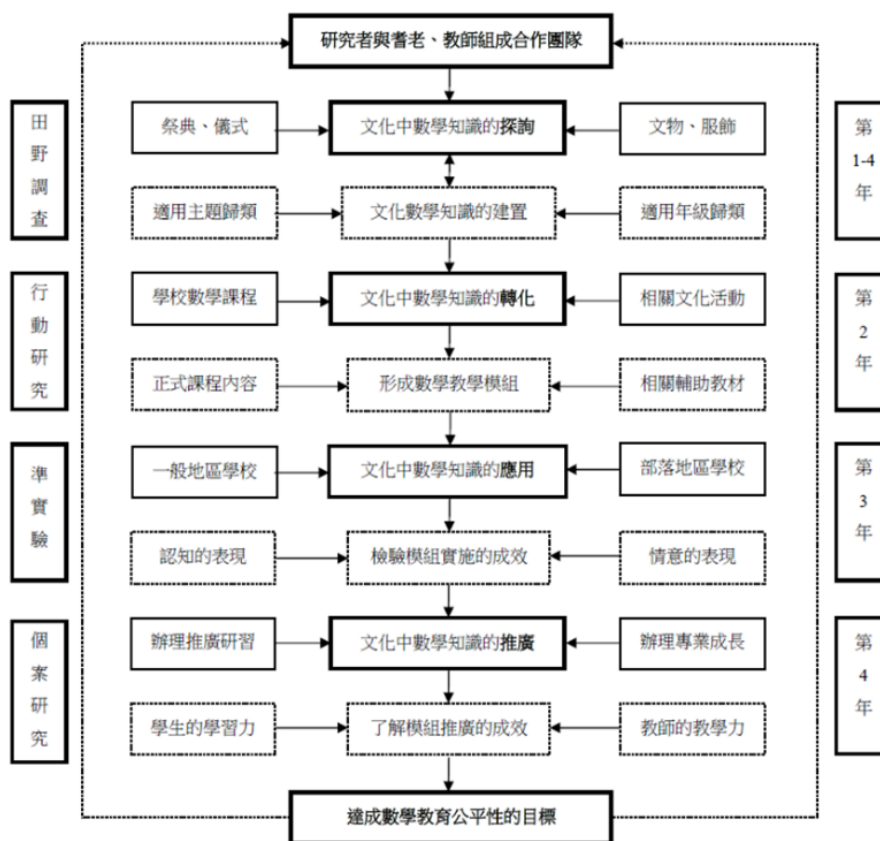 研究者與耆老、教師組成合作團隊
田野調查
祭典、儀式
文化中數學知識的探詢
文物、服飾
第1-4年
適用主題歸類
文化數學知識的建置
適用年級歸類
行動研究
學校數學課程
文化中數學知識的轉化
相關文化活動
第2年
正式課程內容
形成數學教學模組
相關輔助教材
準實驗
一般地區學校
文化中數學知識的應用
部落地區學校
第3年
認知的表現
檢驗模組實施的成效
情意的表現
個案研究
辦理推廣研習
文化中數學知識的推廣
辦理專業成長
第4年
學生的學習力
了解模組推廣的成效
教師的教學力
達成數學教育公平性的目標